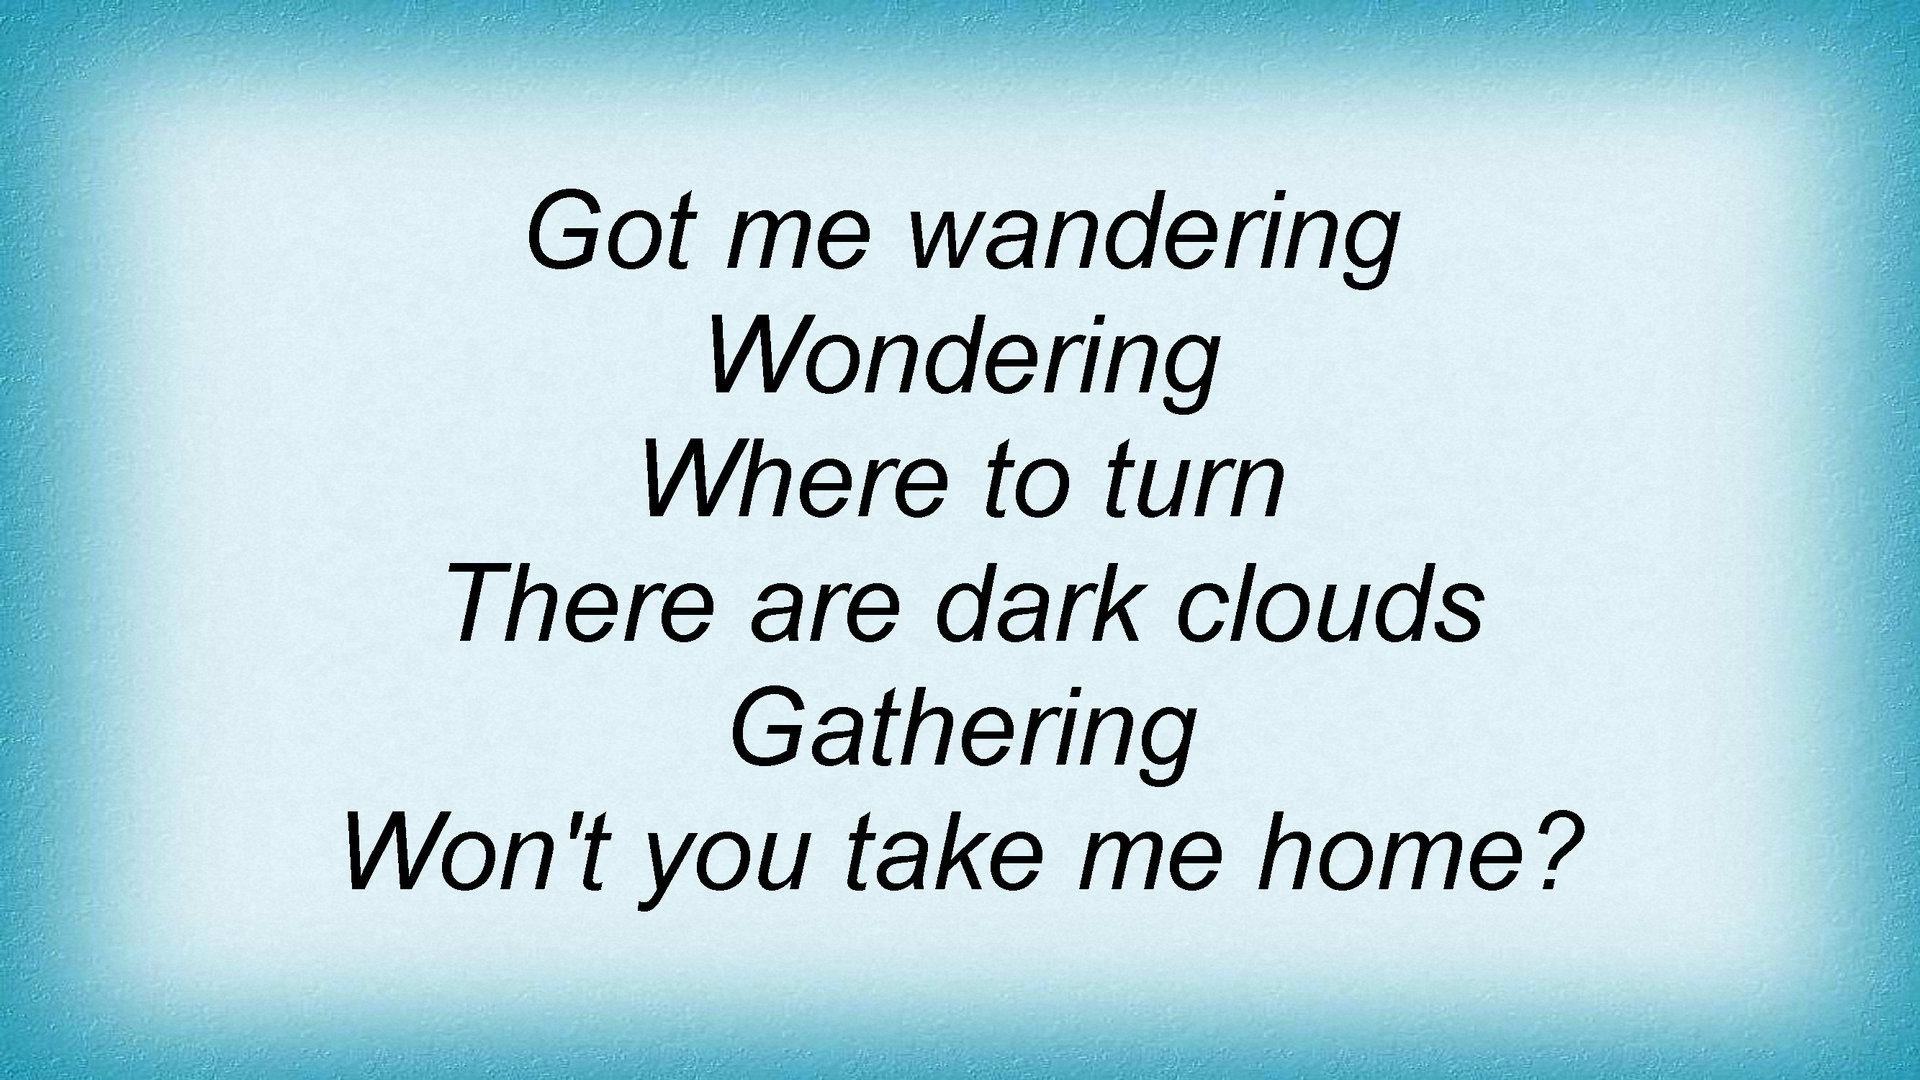 Got me wandering
Wondering
Where to turn
There are dark clouds
Gathering
Won't you take me home?